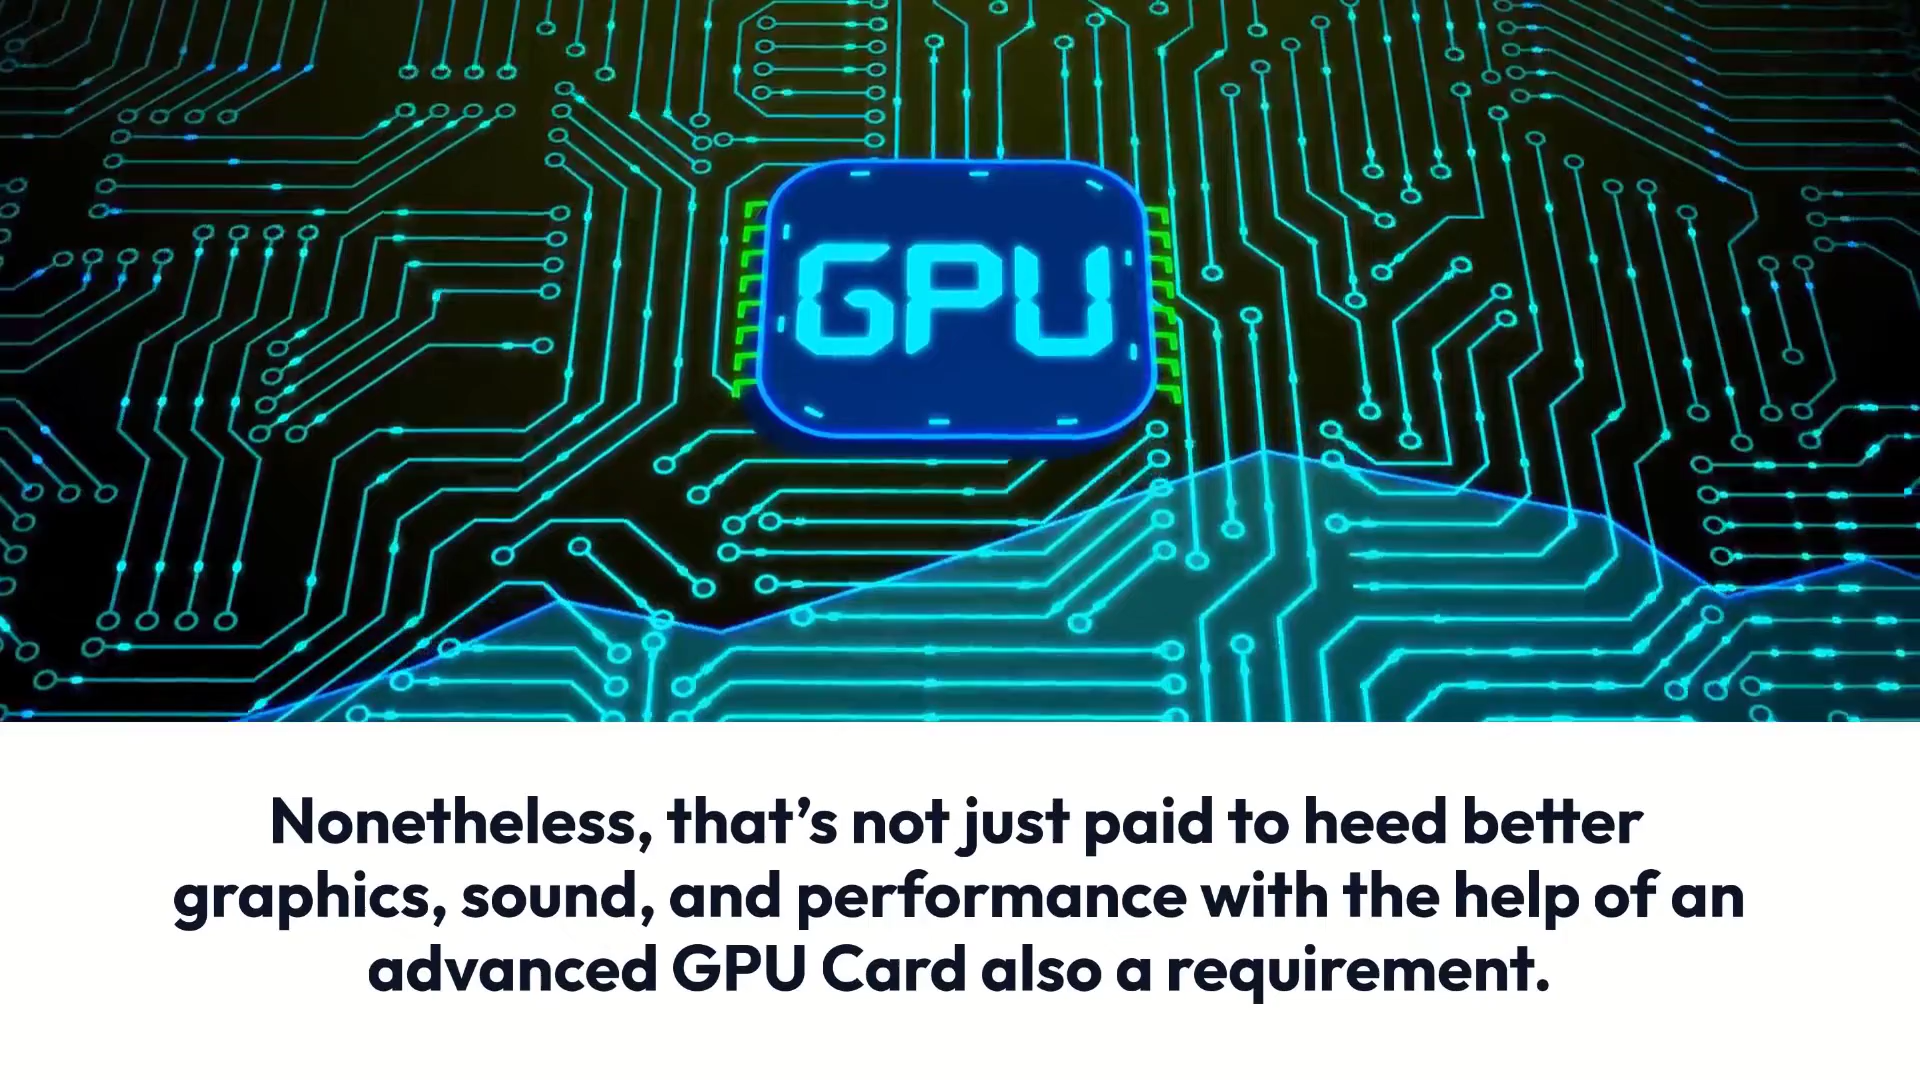 GPU
Nonetheless, that’s not just paid to heed better
graphics, sound, and performance with the help of an
advanced GPU Card also a requirement.